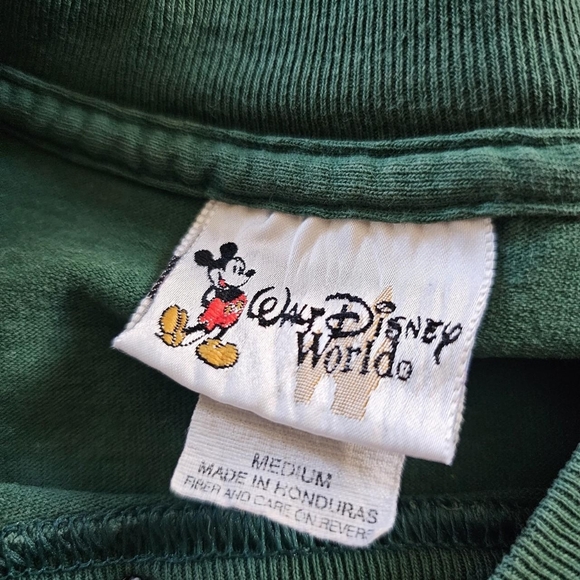 WALT DISNEY
World®
MEDIUM
MADE IN HONDURAS
FIBER AND CARE ON REVERSE